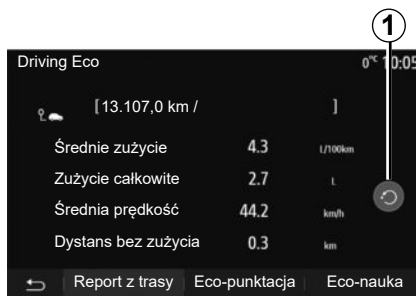 1
Driving Eco 0°C 10:05
[13.107,0 km / ]
Średnie zużycie 4.3 L/100km
Zużycie całkowite 2.7 L
Średnia prędkość 44.2 km/h
Dystans bez zużycia 0.3 km
Report z trasy Eco-punktacja Eco-nauka